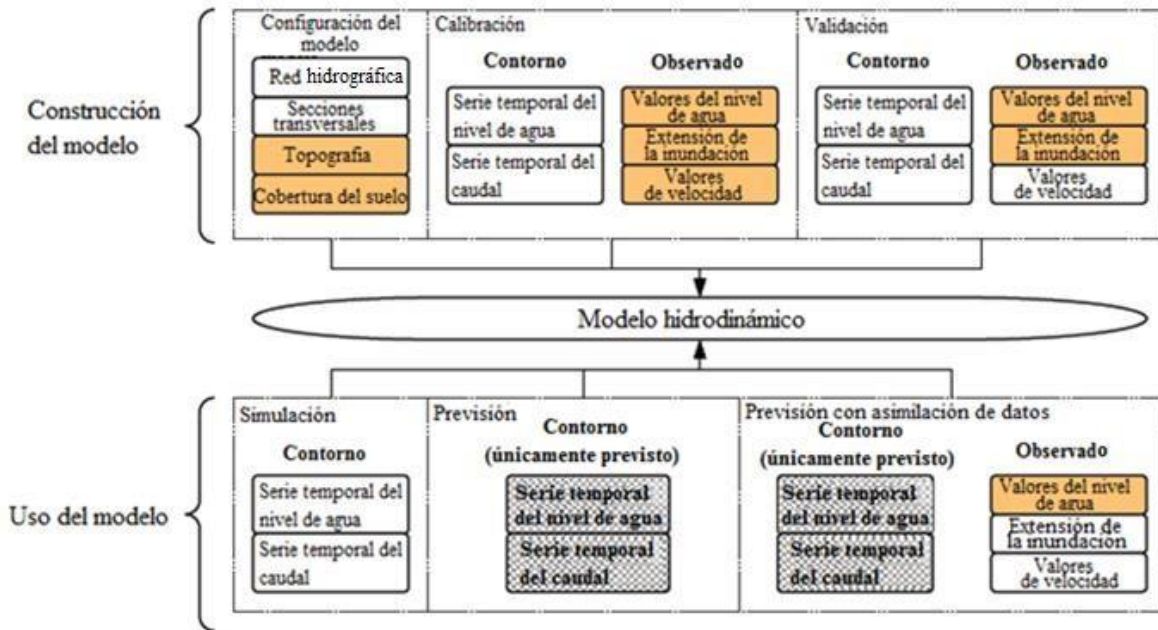 Construcción
del modelo
Configuración del
modelo
Red hidrográfica
Secciones
transversales
Topografia
Cobertura del suelo
Calibración
Contorno
Serie temporal del
nivel de agua
Serie temporal del
caudal
Observado
Valores del nivel
de agua
Extensión de
la inundación
Valores
de velocidad
Validación
Contorno
Serie temporal del
nivel de agua
Serie temporal del
caudal
Observado
Valores del nivel
de agua
Extensión de
la inundación
Valores
de velocidad
Modelo hidrodinámico
Uso del modelo
Simulación
Contorno
Serie temporal del
nivel de agua
Serie temporal del
caudal
Previsión
Contorno
(únicamente previsto)
Serie temporal
del nivel de agua
Serie temporal
del caudal
Previsión con asimilación de datos
Contorno
(únicamente previsto)
Serie temporal
del nivel de agua
Serie temporal
del caudal
Observado
Valores del nivel
de agua
Extensión de
la inundación
Valores
de velocidad